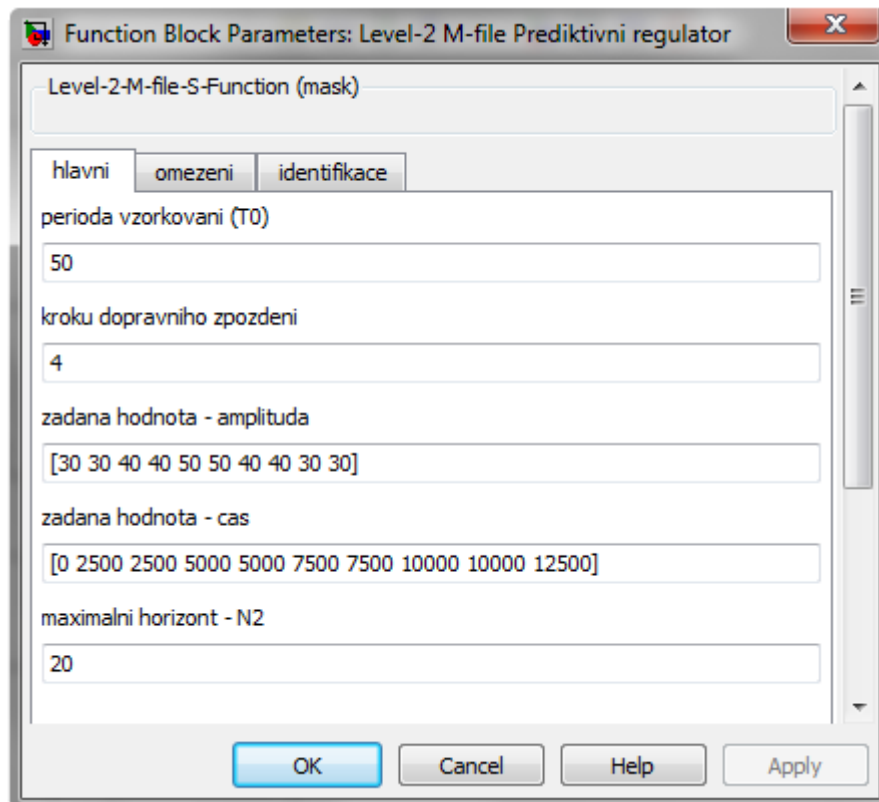 Function Block Parameters: Level-2 M-file Prediktivni regulator
Level-2-M-file-S-Function (mask)
hlavni omezeni identifikace
perioda vzorkovani (T0)
50
kroku dopravniho zpozdeni
4
zadana hodnota - amplituda
[30 30 40 40 50 50 40 40 30 30]
zadana hodnota - cas
[0 2500 2500 5000 5000 7500 7500 10000 10000 12500]
maximalni horizont - N2
20
OK Cancel Help Apply